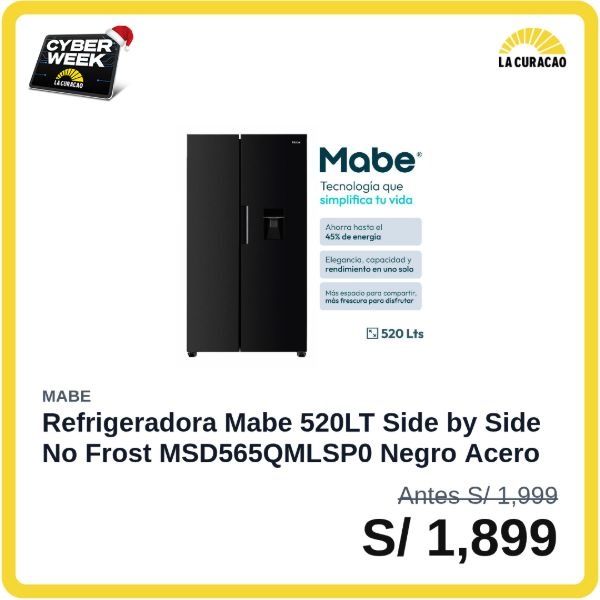 CYBER
WEEK
LA CURACAO
LA CURACAO
Mabe
Mabe®
Tecnología que
simplifica tu vida
Ahorra hasta el
45% de energía
Elegancia, capacidad y
rendimiento en uno solo
Más espacio para compartir,
más frescura para disfrutar
520 Lts
MABE
Refrigeradora Mabe 520LT Side by Side
No Frost MSD565QMLSP0 Negro Acero
Antes S/ 1,999
S/ 1,899